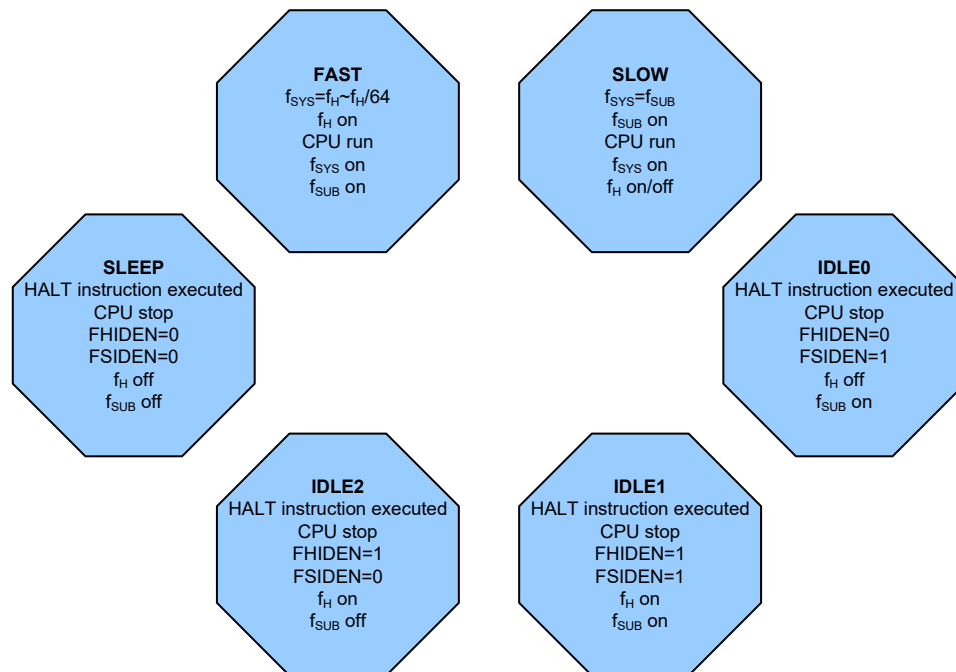 FAST
fSYS=fH~fH/64
fH on
CPU run
fSYS on
fSUB on
SLOW
fSYS=fSUB
fSUB on
CPU run
fSYS on
fH on/off
SLEEP
HALT instruction executed
CPU stop
FHIDEN=0
FSIDEN=0
fH off
fSUB off
IDLE0
HALT instruction executed
CPU stop
FHIDEN=0
FSIDEN=1
fH off
fSUB on
IDLE2
HALT instruction executed
CPU stop
FHIDEN=1
FSIDEN=0
fH on
fSUB off
IDLE1
HALT instruction executed
CPU stop
FHIDEN=1
FSIDEN=1
fH on
fSUB on